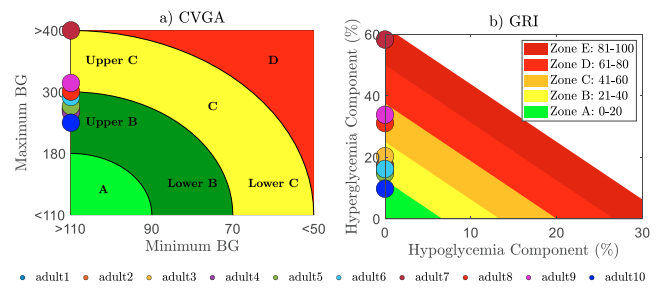 a) CVGA
Maximum BG
>400
300
180
<110
Upper C
D
C
Upper B
A
Lower B
Lower C
>110
90
70
<50
Minimum BG
b) GRI
Hyperglycemia Component (%)
60
40
20
0
Zone E: 81-100
Zone D: 61-80
Zone C: 41-60
Zone B: 21-40
Zone A: 0-20
0
10
20
30
Hypoglycemia Component (%)
adult1 adult2 adult3 adult4 adult5 adult6 adult7 adult8 adult9 adult10